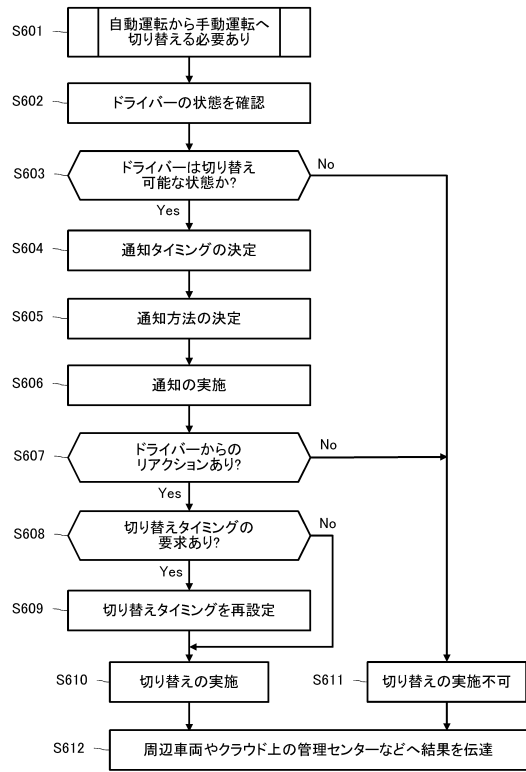 S601
自動運転から手動運転へ
切り替える必要あり
S602
ドライバーの状態を確認
S603
ドライバーは切り替え
可能な状態か?
No
Yes
S604
通知タイミングの決定
S605
通知方法の決定
S606
通知の実施
S607
ドライバーからの
リアクションあり?
No
Yes
S608
切り替えタイミングの
要求あり?
No
Yes
S609
切り替えタイミングを再設定
S610
切り替えの実施
S611
切り替えの実施不可
S612
周辺車両やクラウド上の管理センターなどへ結果を伝達